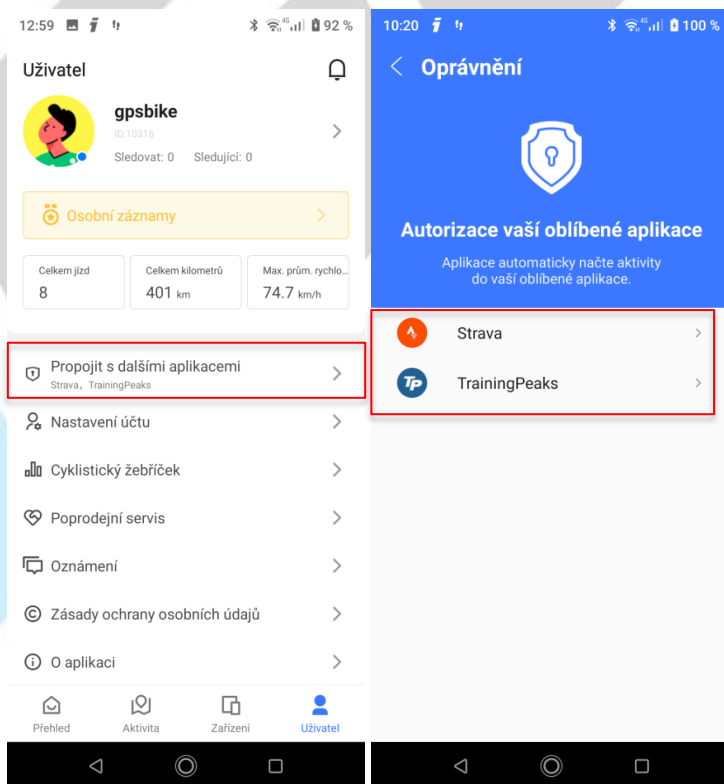 12:59
4G
92 %
Uživatel
gpsbike
ID:10316
Sledovat: 0 Sledující: 0
Osobní záznamy
Celkem jízd
8
Celkem kilometrů
401 km
Max. prům. rychlo...
74.7 km/h
Propojit s dalšími aplikacemi
Strava, TrainingPeaks
Nastavení účtu
Cyklistický žebříček
Poprodejní servis
Oznámení
Zásady ochrany osobních údajů
O aplikaci
Přehled
Aktivita
Zařízení
Uživatel
10:20
4G
100 %
Oprávnění
Autorizace vaší oblíbené aplikace
Aplikace automaticky načte aktivity
do vaší oblíbené aplikace.
Strava
TP
TrainingPeaks